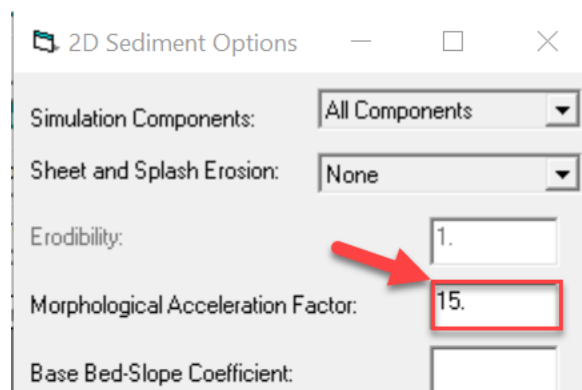 2D Sediment Options
Simulation Components: All Components
Sheet and Splash Erosion: None
Erodibility: 1.
Morphological Acceleration Factor: 15.
Base Bed-Slope Coefficient: